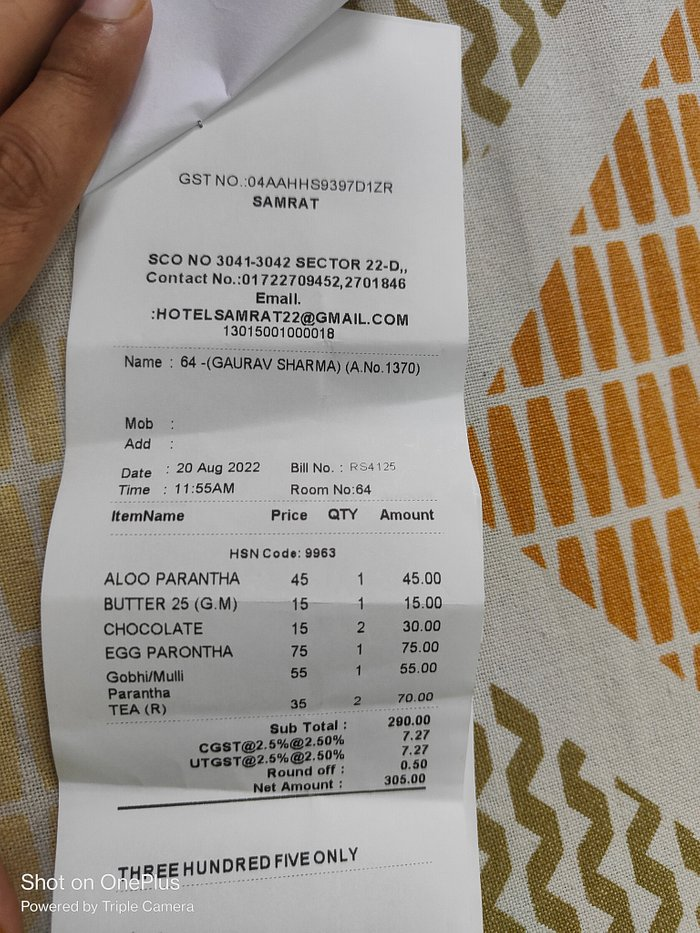 GST NO.:04AAHHS9397D1ZR
SAMRAT
SCO NO 3041-3042 SECTOR 22-D,,
Contact No.:01722709452,2701846
Email.
:HOTELSAMRAT22@GMAIL.COM
13015001000018
Name : 64 -(GAURAV SHARMA) (A.No.1370)
Mob :
Add :
Date : 20 Aug 2022 Bill No. : RS4125
Time : 11:55AM Room No:64
ItemName Price QTY Amount
HSN Code: 9963
ALOO PARANTHA 45 1 45.00
BUTTER 25 (G.M) 15 1 15.00
CHOCOLATE 15 2 30.00
EGG PARONTHA 75 1 75.00
Gobhi/Mulli 55 1 55.00
Parantha
TEA (R) 35 2 70.00
Sub Total : 290.00
CGST@2.5%@2.50% 7.27
UTGST@2.5%@2.50% 7.27
Round off : 0.50
Net Amount : 305.00
THREE HUNDRED FIVE ONLY
Shot on OnePlus
Powered by Triple Camera